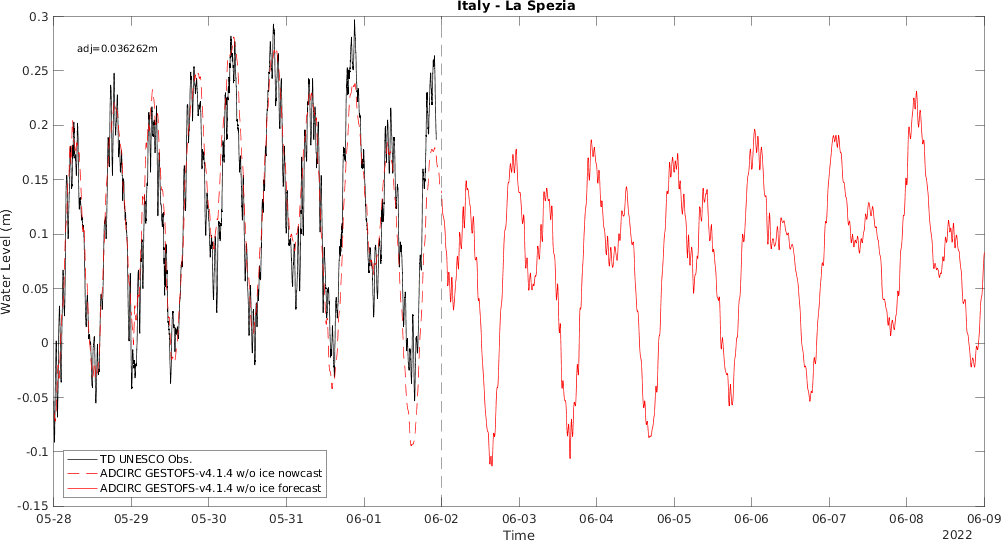 Italy - La Spezia
adj=0.036262m
Water Level (m)
0.3
0.25
0.2
0.15
0.1
0.05
0
-0.05
-0.1
-0.15
TD UNESCO Obs.
ADCIRC GESTOFS-v4.1.4 w/o ice nowcast
ADCIRC GESTOFS-v4.1.4 w/o ice forecast
05-28 05-29 05-30 05-31 06-01 06-02 06-03 06-04 06-05 06-06 06-07 06-08 06-09
Time
2022